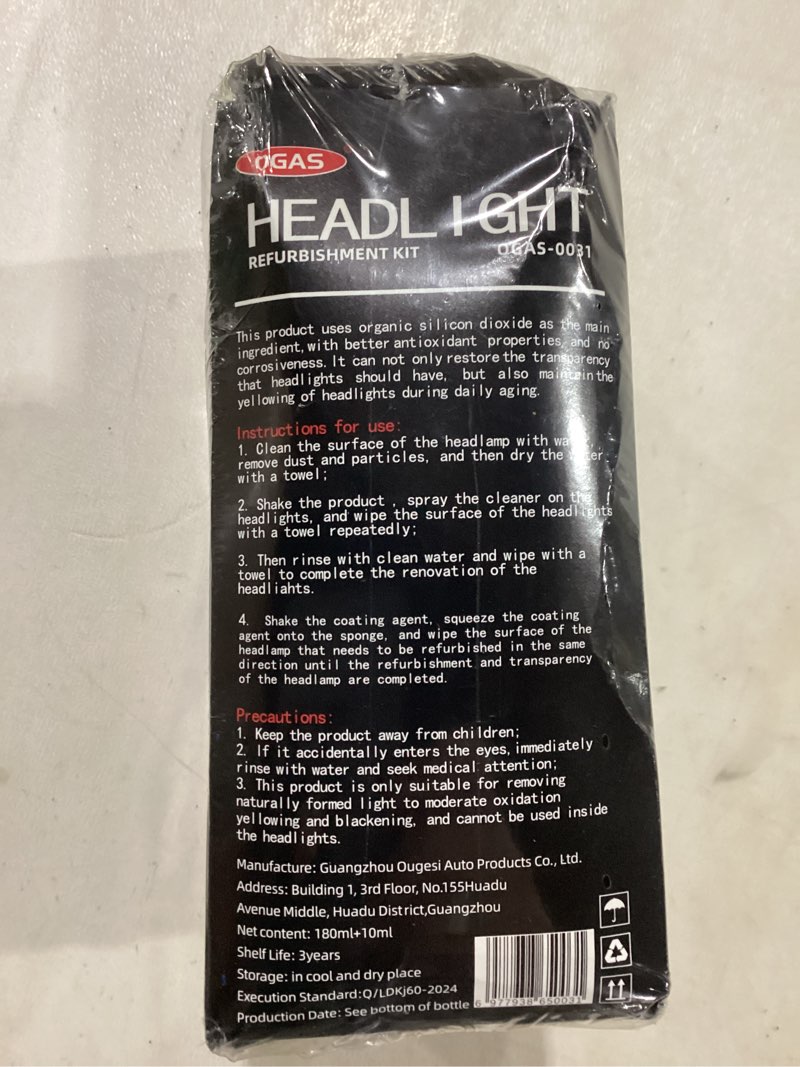 OGAS
HEADLIGHT
REFURBISHMENT KIT OGAS-0031
This product uses organic silicon dioxide as the main
ingredient, with better antioxidant properties, and no
corrosiveness. It can not only restore the transparency
that headlights should have, but also maintain the
yellowing of headlights during daily aging.
Instructions for use:
1. Clean the surface of the headlamp with
remove dust and particles, and then dry the
with a towel;
2. Shake the product , spray the cleaner on the
headlights, and wipe the surface of the headlights
with a towel repeatedly;
3. Then rinse with clean water and wipe with a
towel to complete the renovation of the
headliahts.
4. Shake the coating agent, squeeze the coating
agent onto the sponge, and wipe the surface of the
headlamp that needs to be refurbished in the same
direction until the refurbishment and transparency
of the headlamp are completed.
Precautions:
1. Keep the product away from children;
2. If it accidentally enters the eyes, immediately
rinse with water and seek medical attention;
3. This product is only suitable for removing
naturally formed light to moderate oxidation
yellowing and blackening, and cannot be used inside
the headlights.
Manufacture: Guangzhou Ougesi Auto Products Co., Ltd.
Address: Building 1, 3rd Floor, No.155Huadu
Avenue Middle, Huadu District,Guangzhou
Net content: 180ml+10ml
Shelf Life: 3years
Storage: in cool and dry place
Execution Standard:Q/LDKj60-2024
Production Date: See bottom of bottle
6 977938 650031